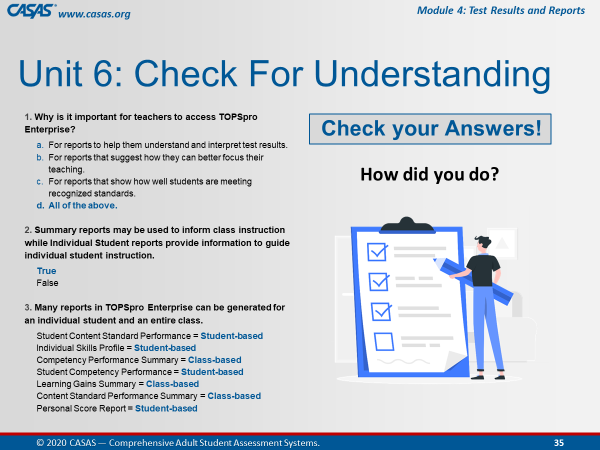 CASAS® www.casas.org
Module 4: Test Results and Reports
Unit 6: Check For Understanding
1. Why is it important for teachers to access TOPSpro
Enterprise?
a. For reports to help them understand and interpret test results.
b. For reports that suggest how they can better focus their
teaching.
c. For reports that show how well students are meeting
recognized standards.
d. All of the above.
2. Summary reports may be used to inform class instruction
while Individual Student reports provide information to guide
individual student instruction.
True
False
3. Many reports in TOPSpro Enterprise can be generated for
an individual student and an entire class.
Student Content Standard Performance = Student-based
Individual Skills Profile = Student-based
Competency Performance Summary = Class-based
Student Competency Performance = Student-based
Learning Gains Summary = Class-based
Content Standard Performance Summary = Class-based
Personal Score Report = Student-based
Check your Answers!
How did you do?
© 2020 CASAS — Comprehensive Adult Student Assessment Systems.
35